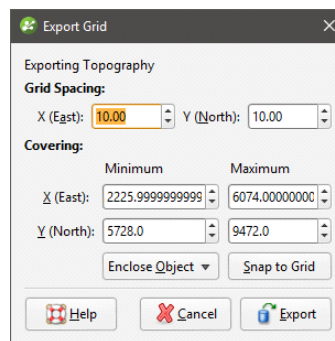 Export Grid
Exporting Topography
Grid Spacing:
X (East): 10.00 Y (North): 10.00
Covering:
Minimum Maximum
X (East): 2225.9999999999 6074.00000000
Y (North): 5728.0 9472.0
Enclose Object Snap to Grid
Help Cancel Export